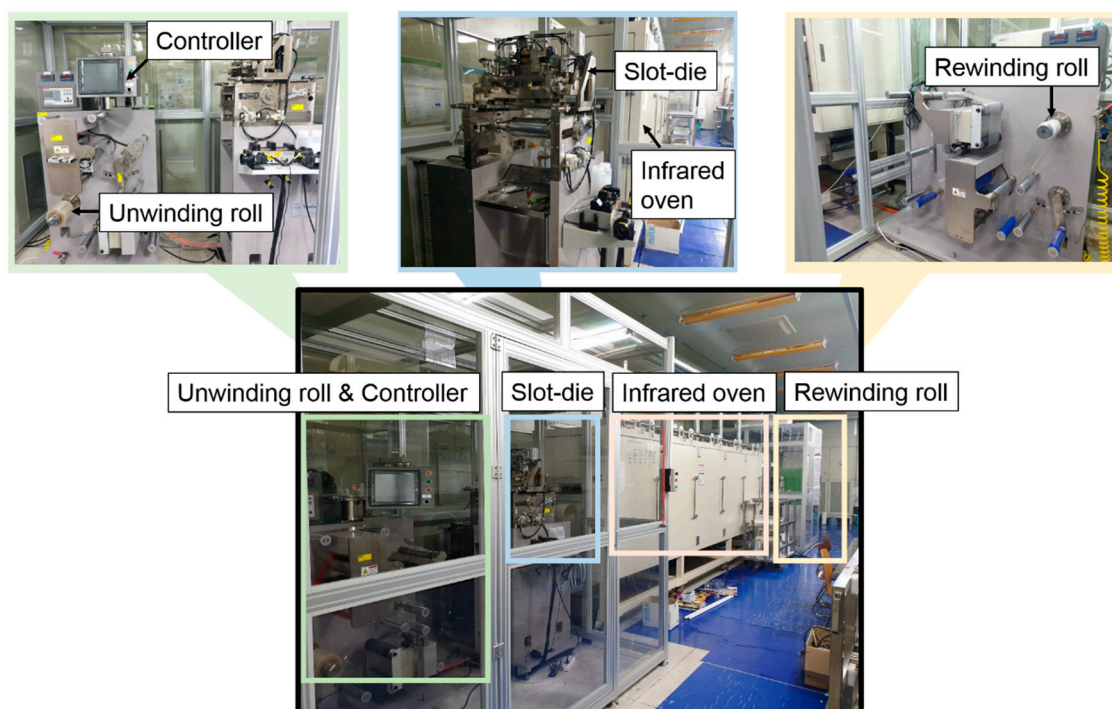 Controller
Unwinding roll
Slot-die
Infrared
oven
Rewinding roll
Unwinding roll & Controller
Slot-die
Infrared oven
Rewinding roll